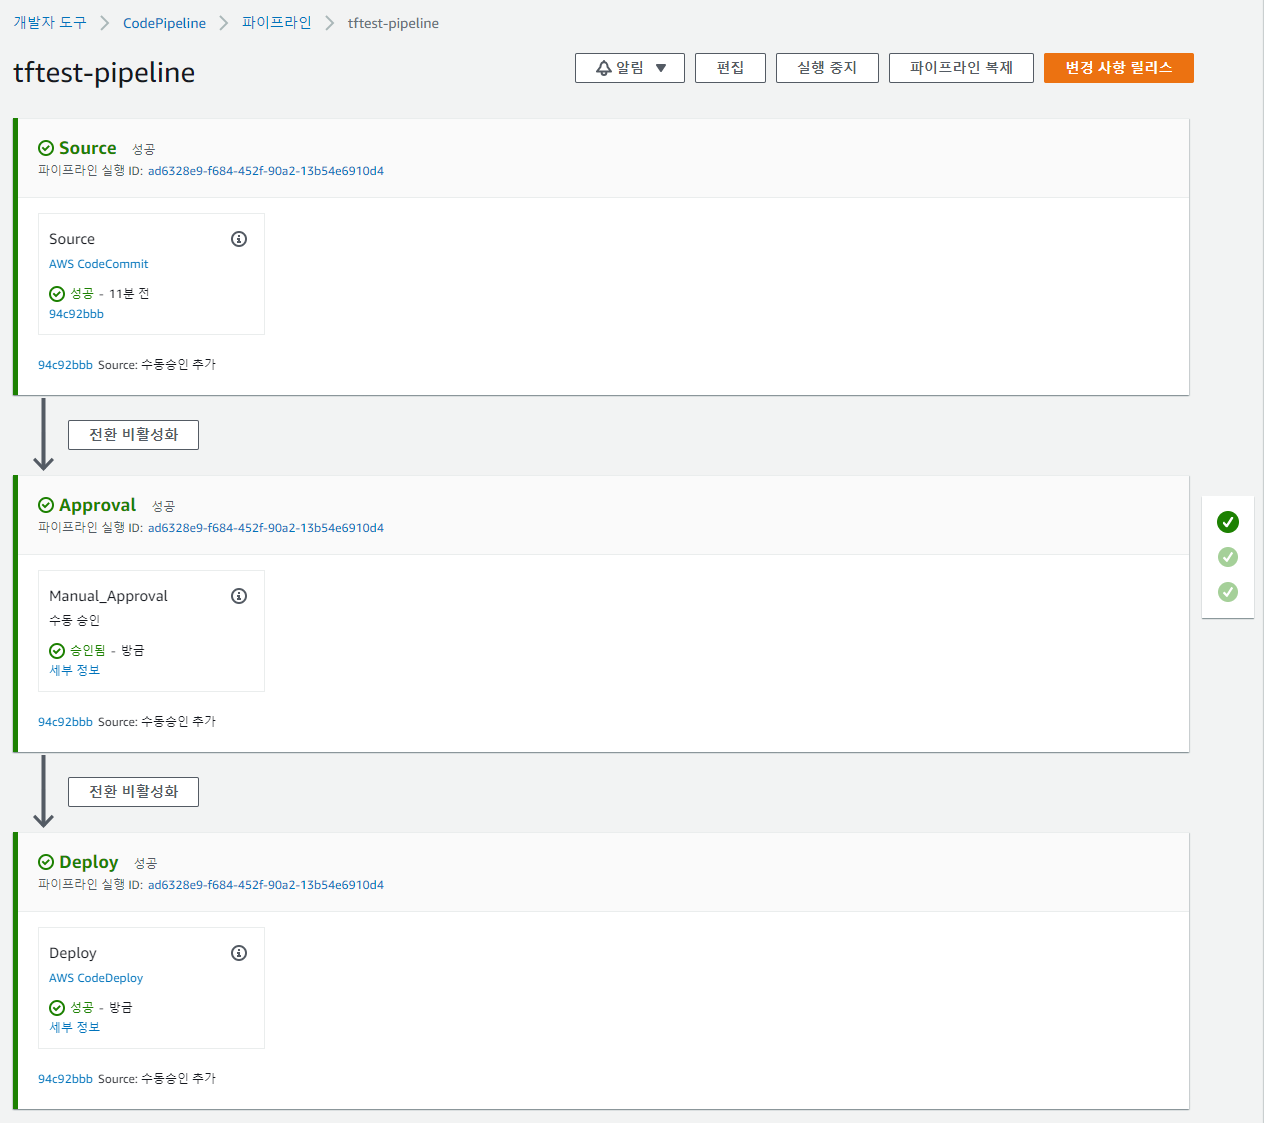 개발자 도구 CodePipeline 파이프라인 tftest-pipeline
tftest-pipeline
알림 편집 실행 중지 파이프라인 복제 변경 사항 릴리스
Source 성공
파이프라인 실행 ID: ad6328e9-f684-452f-90a2-13b54e6910d4
Source
AWS CodeCommit
성공 - 11분 전
94c92bbb
94c92bbb Source: 수동승인 추가
전환 비활성화
Approval 성공
파이프라인 실행 ID: ad6328e9-f684-452f-90a2-13b54e6910d4
Manual_Approval
수동 승인
승인됨 - 방금
세부 정보
94c92bbb Source: 수동승인 추가
전환 비활성화
Deploy 성공
파이프라인 실행 ID: ad6328e9-f684-452f-90a2-13b54e6910d4
Deploy
AWS CodeDeploy
성공 - 방금
세부 정보
94c92bbb Source: 수동승인 추가